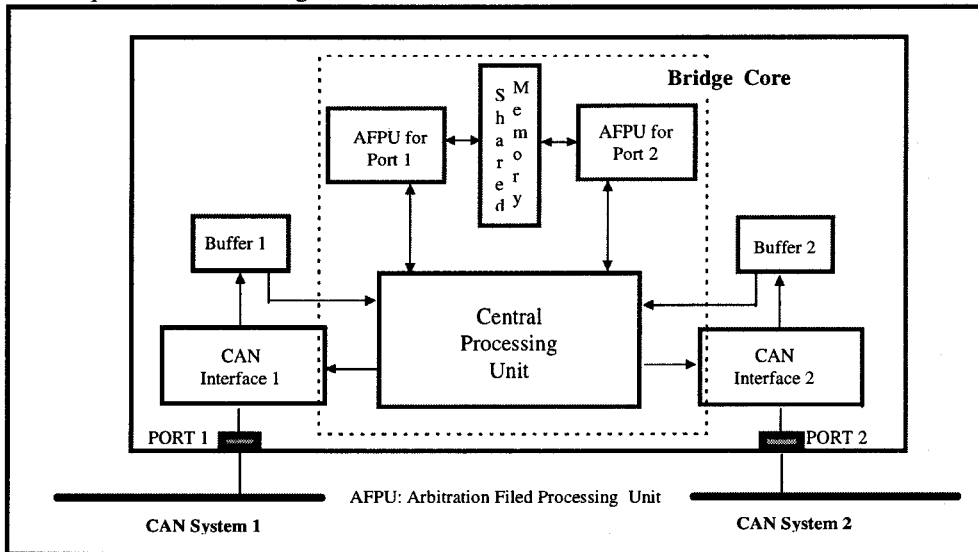 Bridge Core
Shared
Memory
AFPU for
Port 1
AFPU for
Port 2
Buffer 1
Buffer 2
Central
Processing
Unit
CAN
Interface 1
CAN
Interface 2
PORT 1
PORT 2
AFPU: Arbitration Filed Processing Unit
CAN System 1
CAN System 2